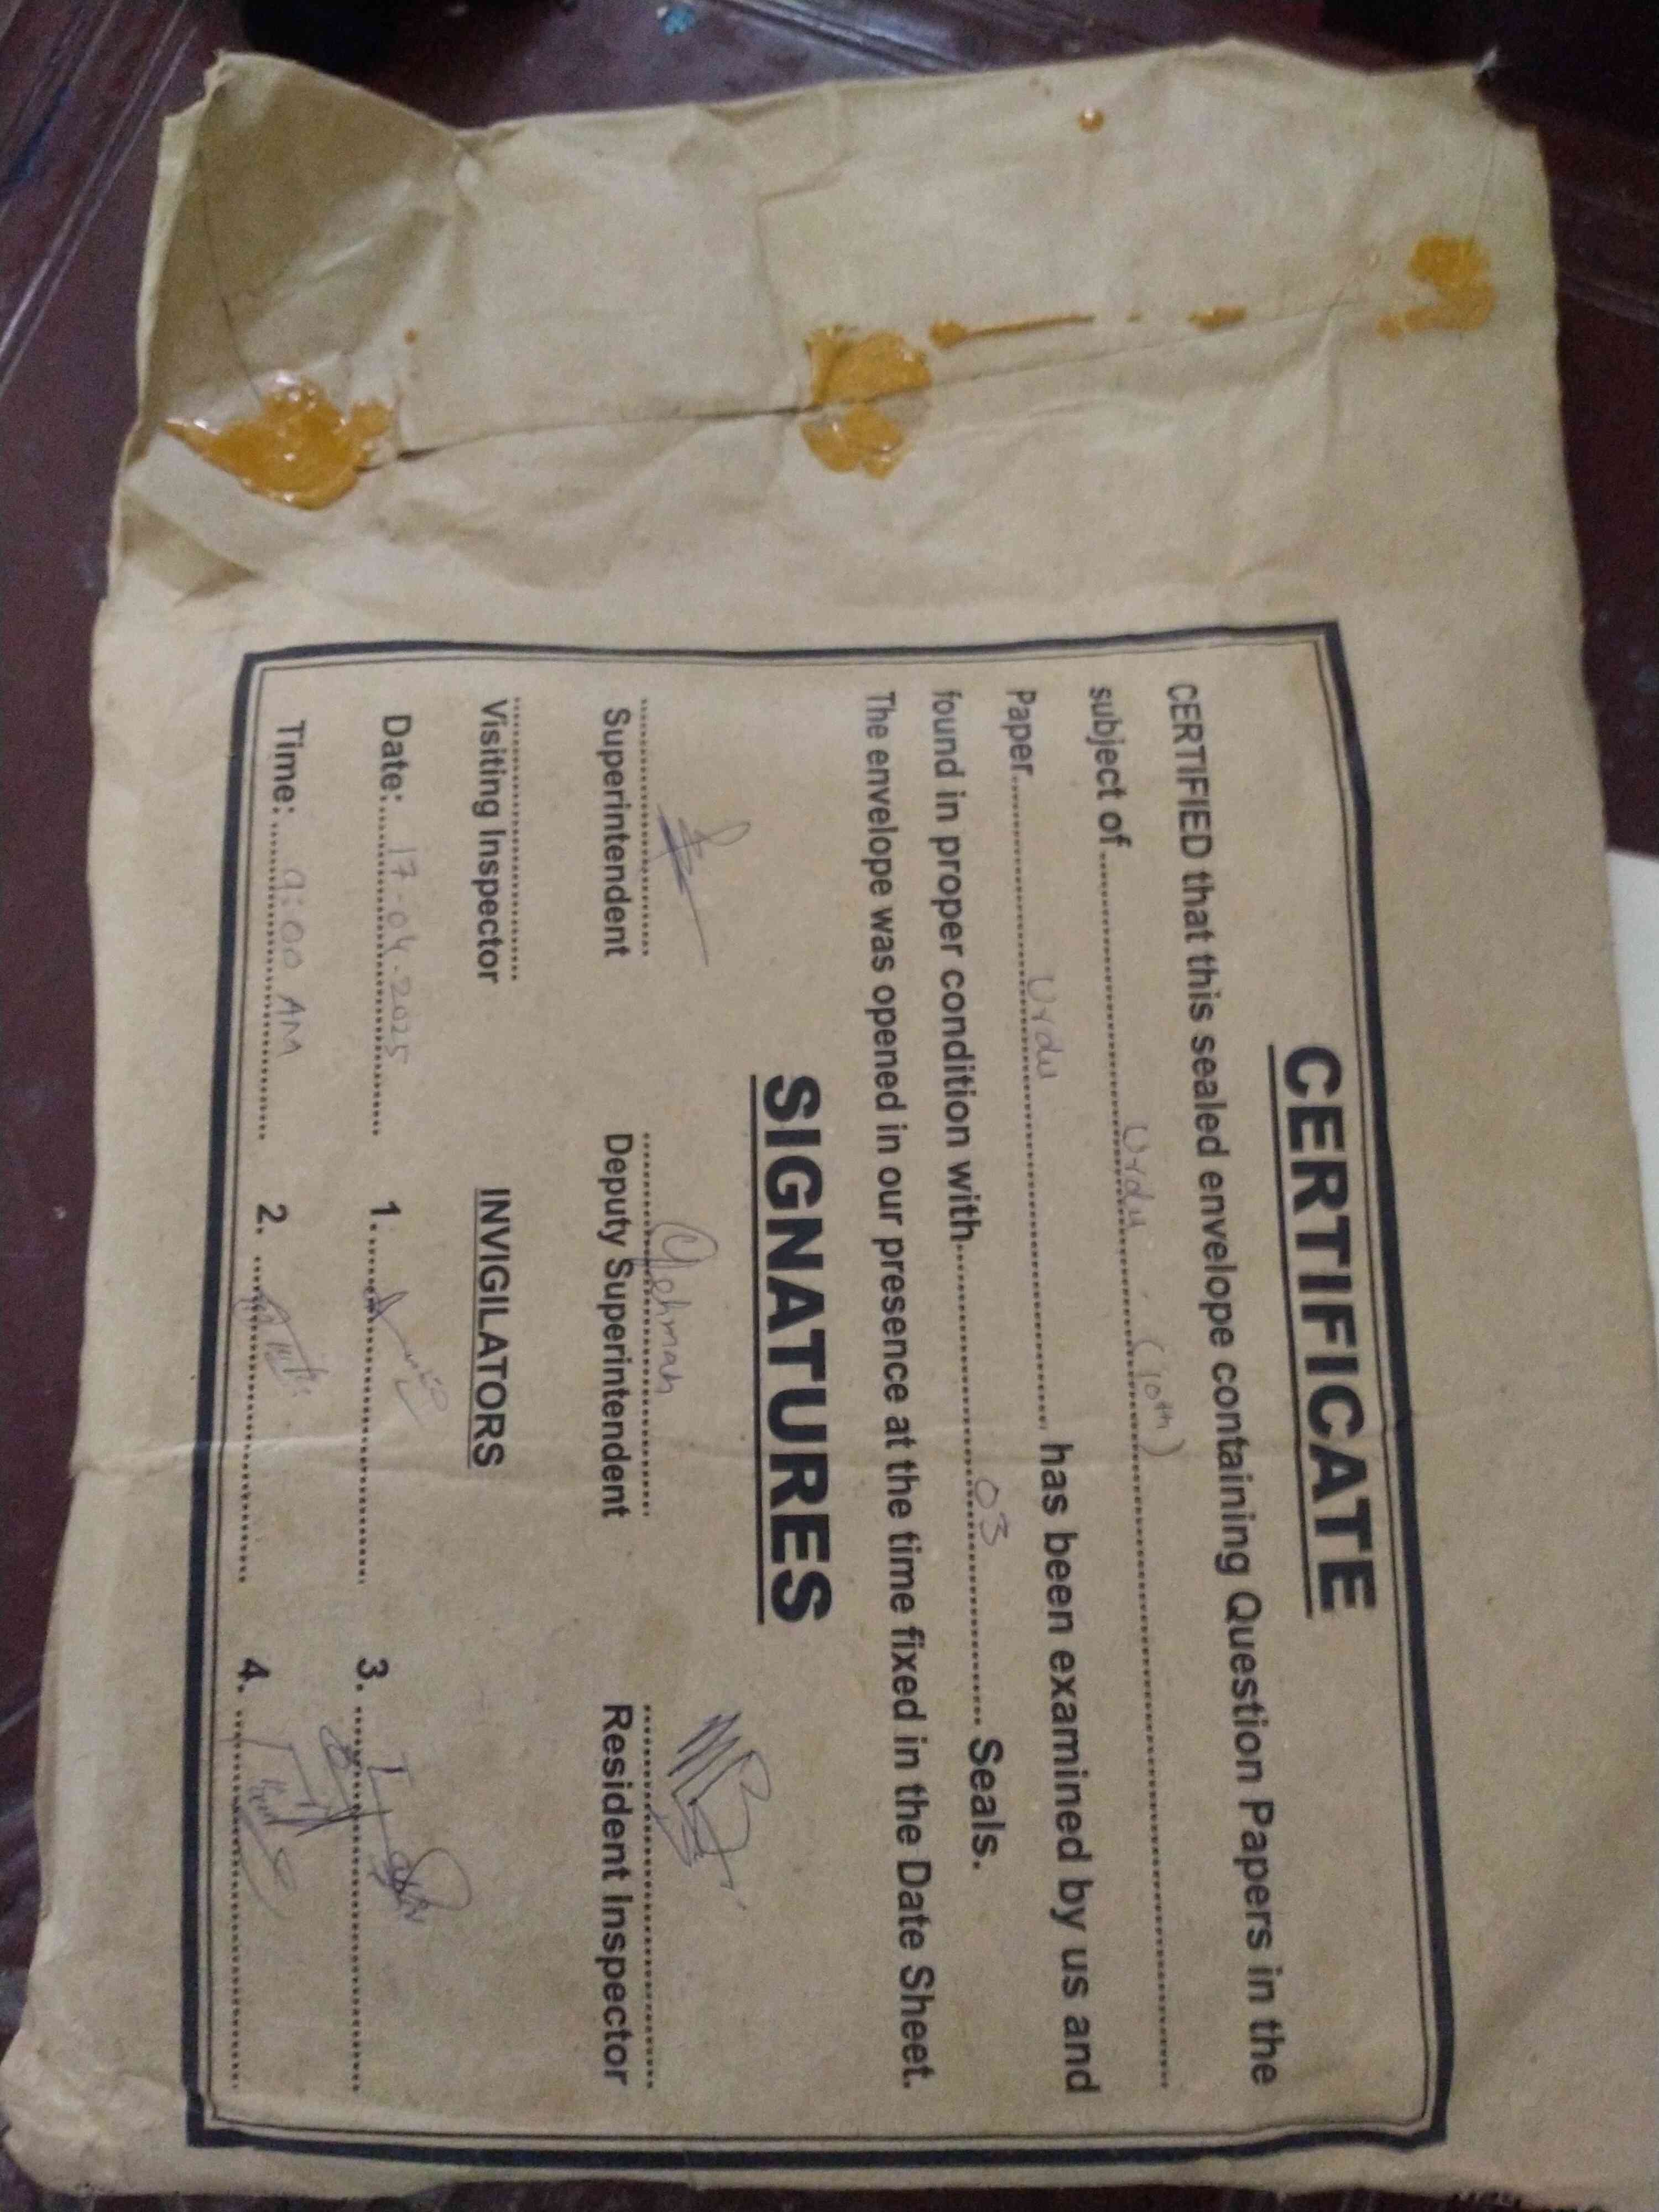 CERTIFICATE
CERTIFIED that this sealed envelope containing Question Papers in the
subject of Urdu (10th)
Paper Urdu has been examined by us and
found in proper condition with 03 Seals.
The envelope was opened in our presence at the time fixed in the Date Sheet.
SIGNATURES
Superintendent Deputy Superintendent Resident Inspector
Visiting Inspector INVIGILATORS
Date: 17-04-2025 1. 3.
Time: 9:00 AM 2. 4.